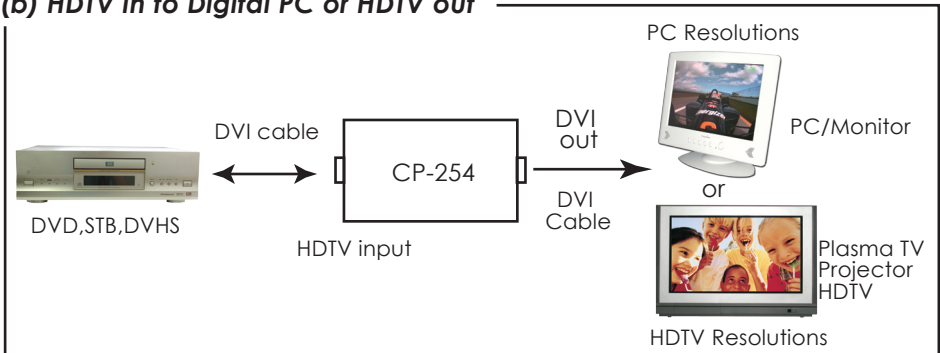 (b) HDTV in to Digital PC or HDTV out
PC Resolutions
DVI cable
CP-254
DVI
out
DVI
Cable
PC/Monitor
or
DVD,STB,DVHS
HDTV input
Plasma TV
Projector
HDTV
HDTV Resolutions